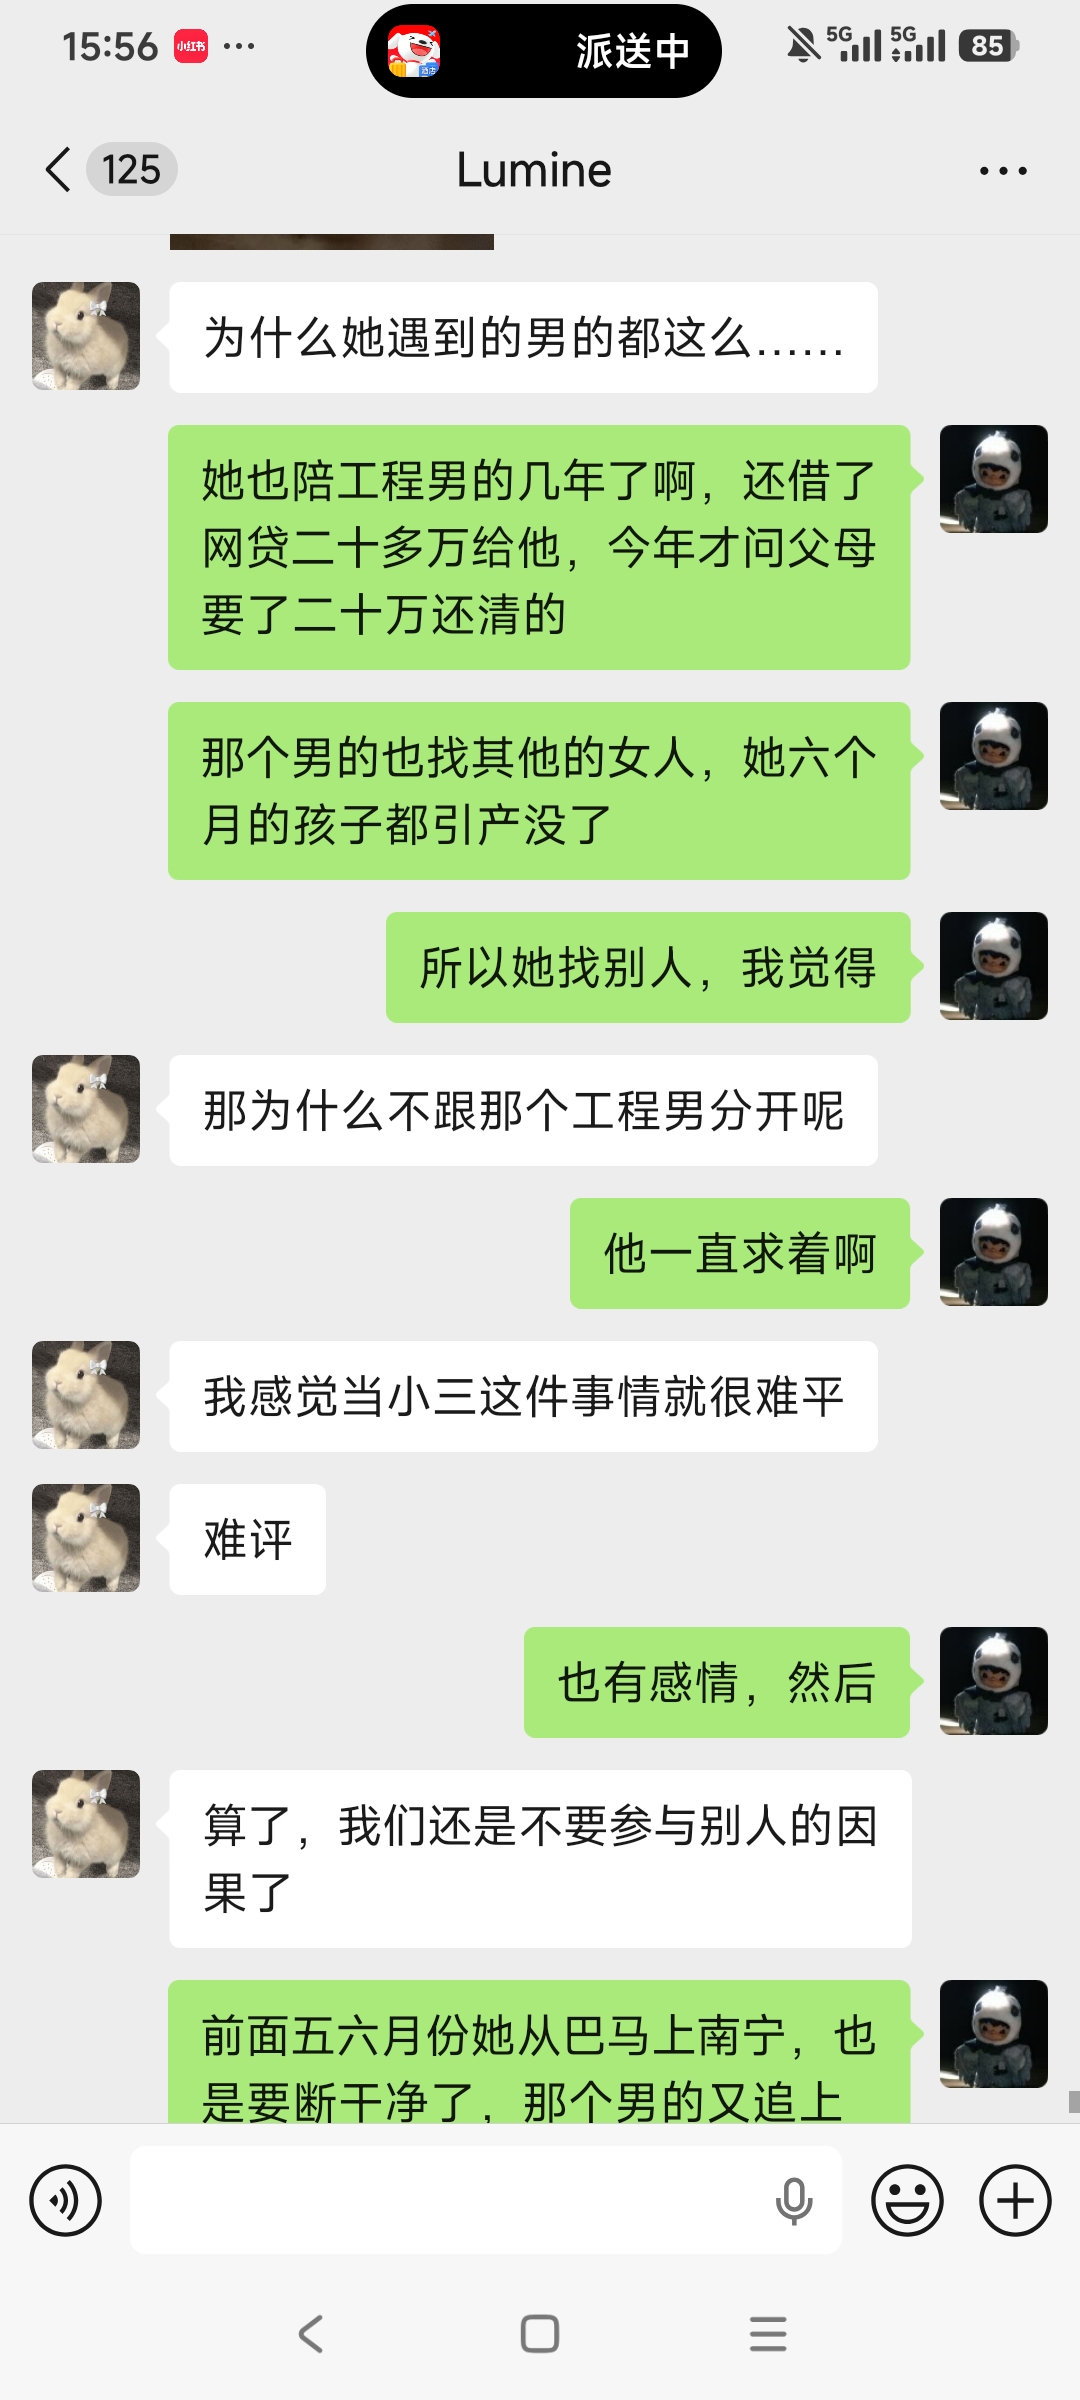 15:56 小红书 ··· 派送中 5G 5G 85
125 Lumine ···
为什么她遇到的男的都这么……
她也陪工程男的几年了啊，还借了
网贷二十多万给他，今年才问父母
要了二十万还清的
那个男的也找其他的女人，她六个
月的孩子都引产没了
所以她找别人，我觉得
那为什么不跟那个工程男分开呢
他一直求着啊
我感觉当小三这件事情就很难平
难评
也有感情，然后
算了，我们还是不要参与别人的因
果了
前面五六月份她从巴马上南宁，也
是要断干净了，那个男的又追上